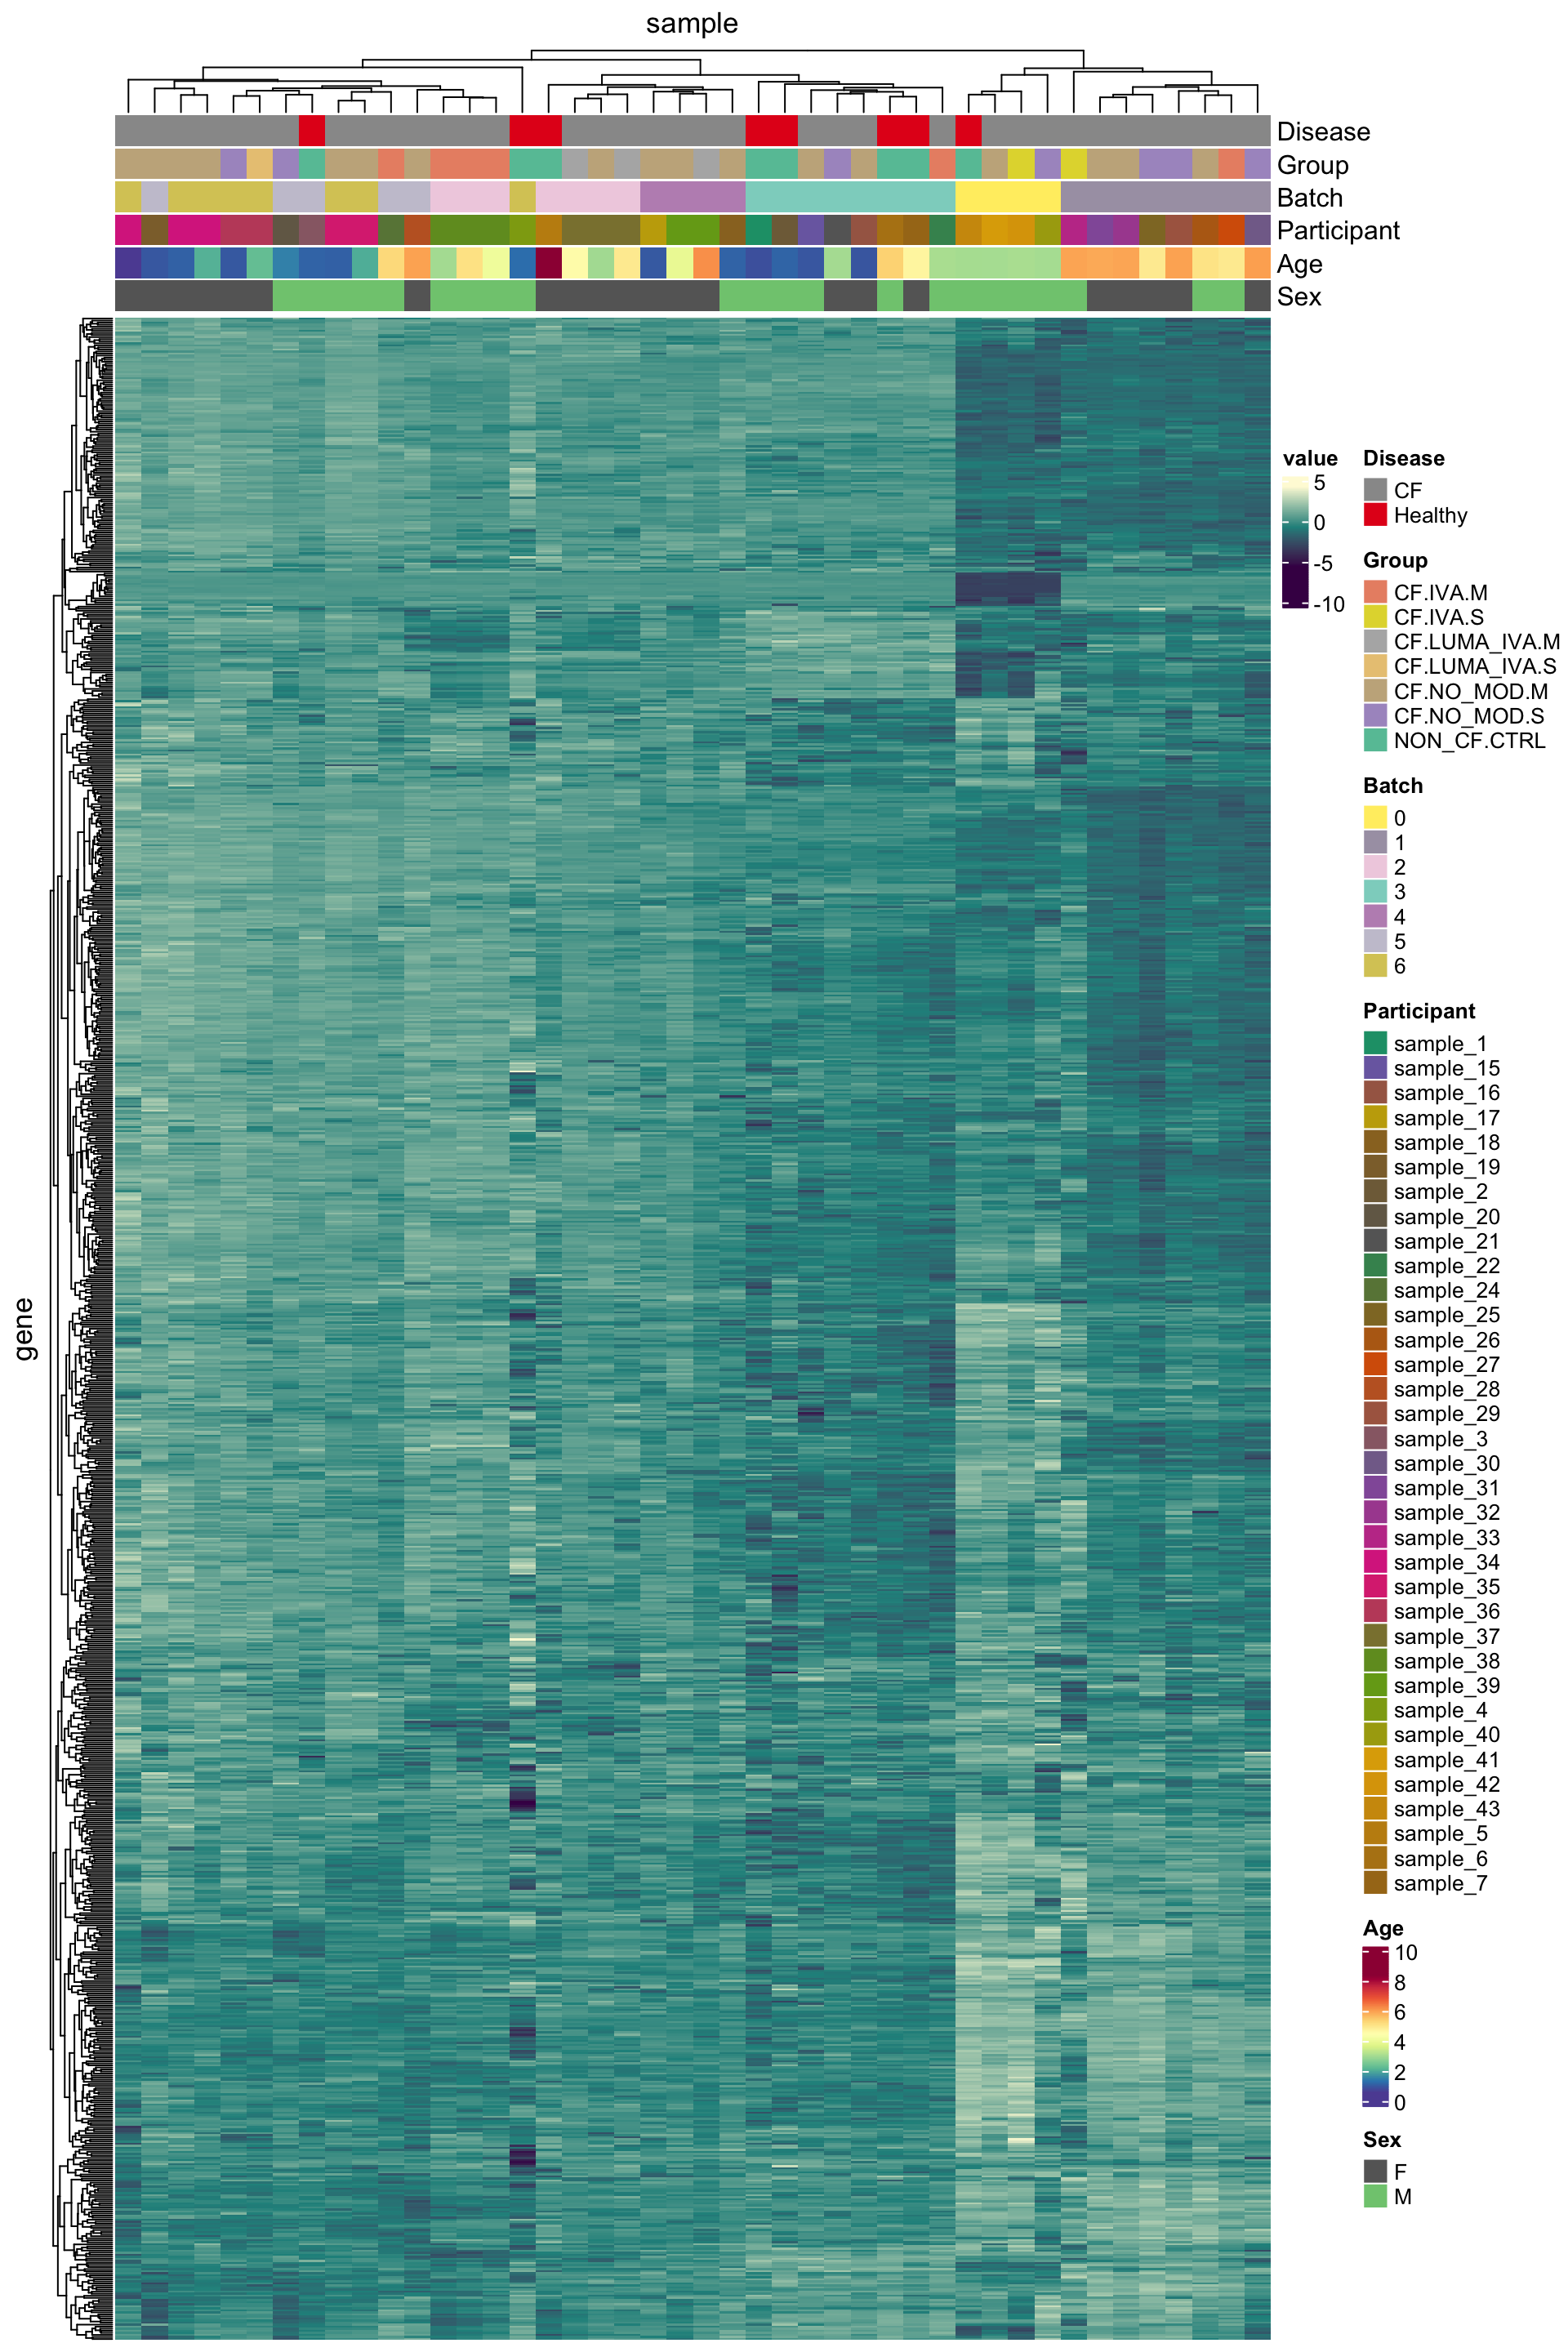 sample
Disease
Group
Batch
Participant
Age
Sex
gene
value
5
0
-5
-10
Disease
CF
Healthy
Group
CF.IVA.M
CF.IVA.S
CF.LUMA_IVA.M
CF.LUMA_IVA.S
CF.NO_MOD.M
CF.NO_MOD.S
NON_CF.CTRL
Batch
0
1
2
3
4
5
6
Participant
sample_1
sample_15
sample_16
sample_17
sample_18
sample_19
sample_2
sample_20
sample_21
sample_22
sample_24
sample_25
sample_26
sample_27
sample_28
sample_29
sample_3
sample_30
sample_31
sample_32
sample_33
sample_34
sample_35
sample_36
sample_37
sample_38
sample_39
sample_4
sample_40
sample_41
sample_42
sample_43
sample_5
sample_6
sample_7
Age
10
8
6
4
2
0
Sex
F
M